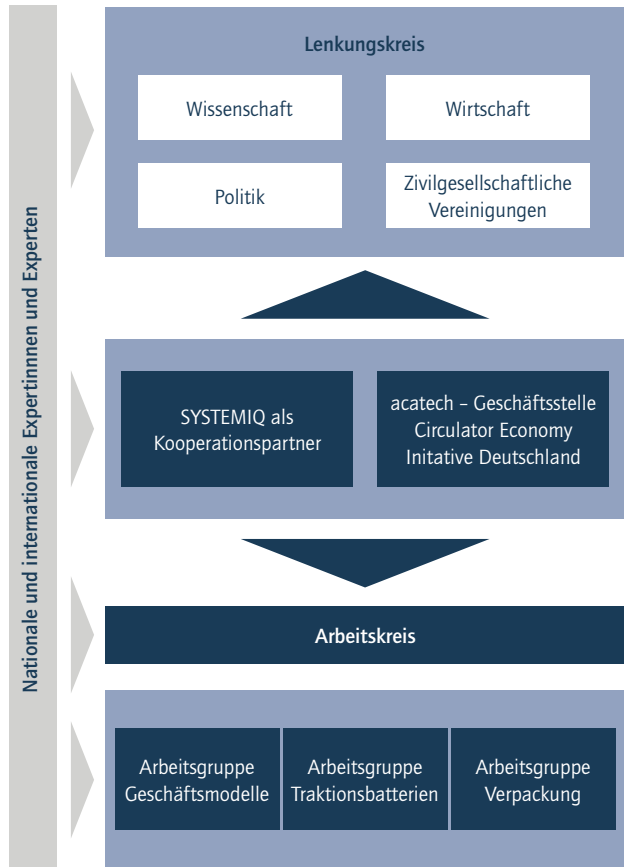 Nationale und internationale Expertinnnen und Experten
Lenkungskreis
Wissenschaft
Wirtschaft
Politik
Zivilgesellschaftliche
Vereinigungen
SYSTEMIQ als
Kooperationspartner
acatech – Geschäftsstelle
Circulator Economy
Initative Deutschland
Arbeitskreis
Arbeitsgruppe
Geschäftsmodelle
Arbeitsgruppe
Traktionsbatterien
Arbeitsgruppe
Verpackung